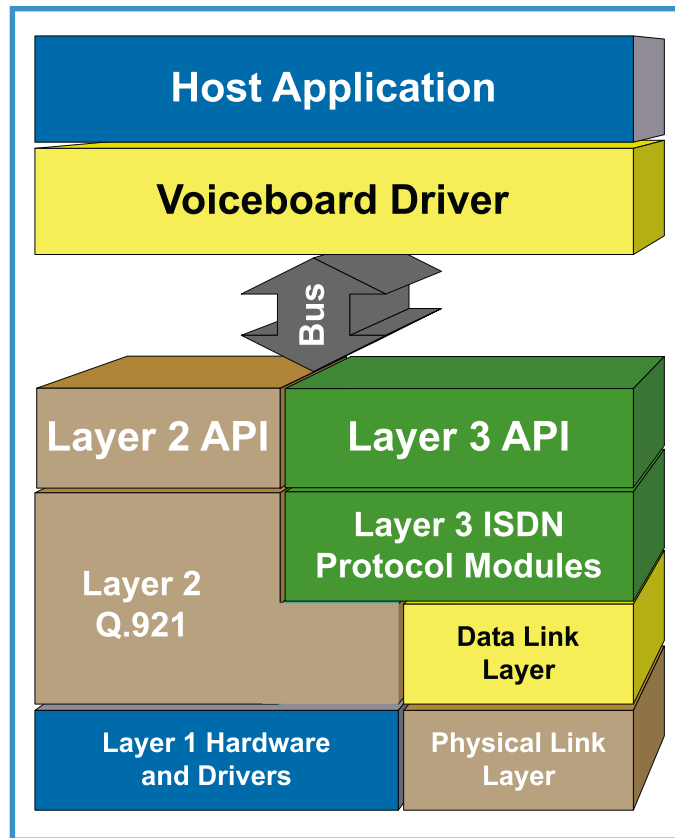 Host Application
Voiceboard Driver
Bus
Layer 2 API
Layer 3 API
Layer 3 ISDN
Protocol Modules
Layer 2
Q.921
Data Link
Layer
Layer 1 Hardware
and Drivers
Physical Link
Layer